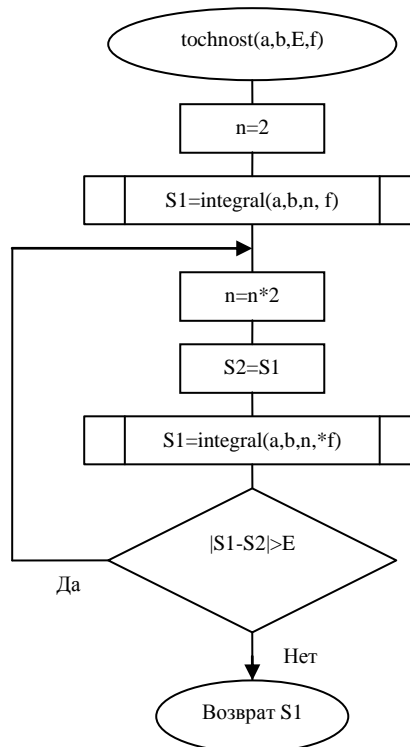 tochnost(a,b,E,f)
n=2
S1=integral(a,b,n, f)
n=n*2
S2=S1
S1=integral(a,b,n,*f)
|S1-S2|>E
Да
Нет
Возврат S1